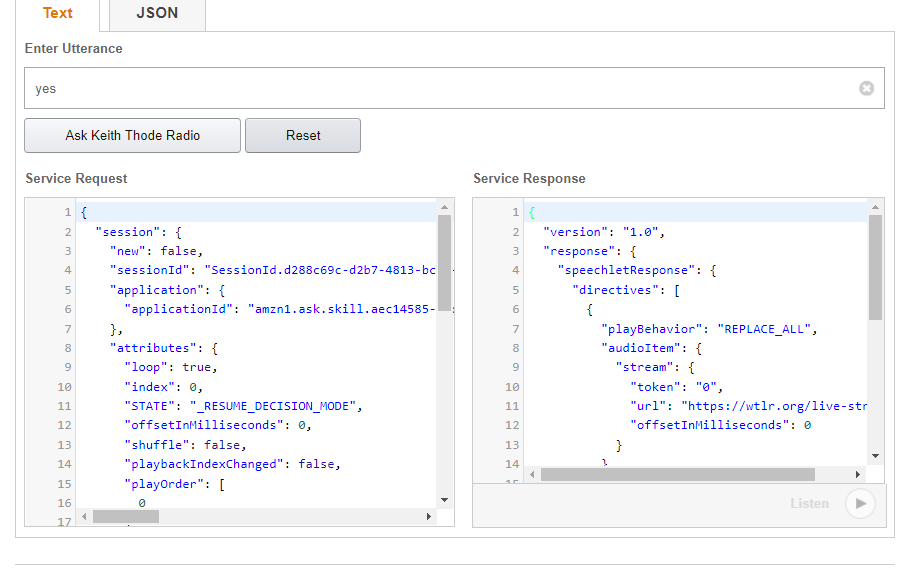 Text JSON
Enter Utterance
yes
Ask Keith Thode Radio Reset
Service Request
1 {
2 "session": {
3 "new": false,
4 "sessionId": "SessionId.d288c69c-d2b7-4813-bc
5 "application": {
6 "applicationId": "amzn1.ask.skill.aec14585-
7 },
8 "attributes": {
9 "loop": true,
10 "index": 0,
11 "STATE": "_RESUME_DECISION_MODE",
12 "offsetInMilliseconds": 0,
13 "shuffle": false,
14 "playbackIndexChanged": false,
15 "playOrder": [
16 0
17
Service Response
1 {
2 "version": "1.0",
3 "response": {
4 "speechletResponse": {
5 "directives": [
6 {
7 "playBehavior": "REPLACE_ALL",
8 "audioItem": {
9 "stream": {
10 "token": "0",
11 "url": "https://wtlr.org/live-str
12 "offsetInMilliseconds": 0
13 }
14 }
15
Listen